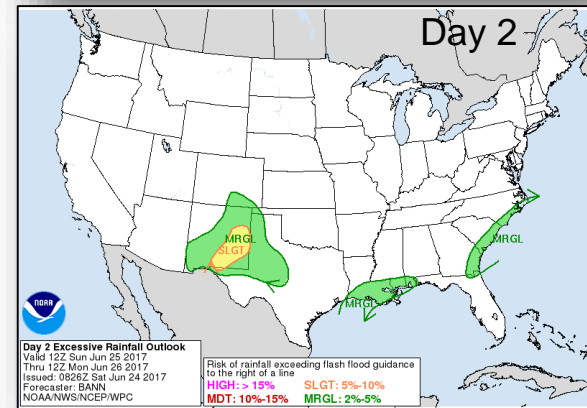 Day 2
MRGL
SLGT
MRGL
MRGL
NOAA
Day 2 Excessive Rainfall Outlook
Valid 12Z Sun Jun 25 2017
Thru 12Z Mon Jun 26 2017
Issued: 0826Z Sat Jun 24 2017
Forecaster: BANN
NOAA/NWS/NCEP/WPC
Risk of rainfall exceeding flash flood guidance
to the right of a line
HIGH: > 15% SLGT: 5%-10%
MDT: 10%-15% MRGL: 2%-5%